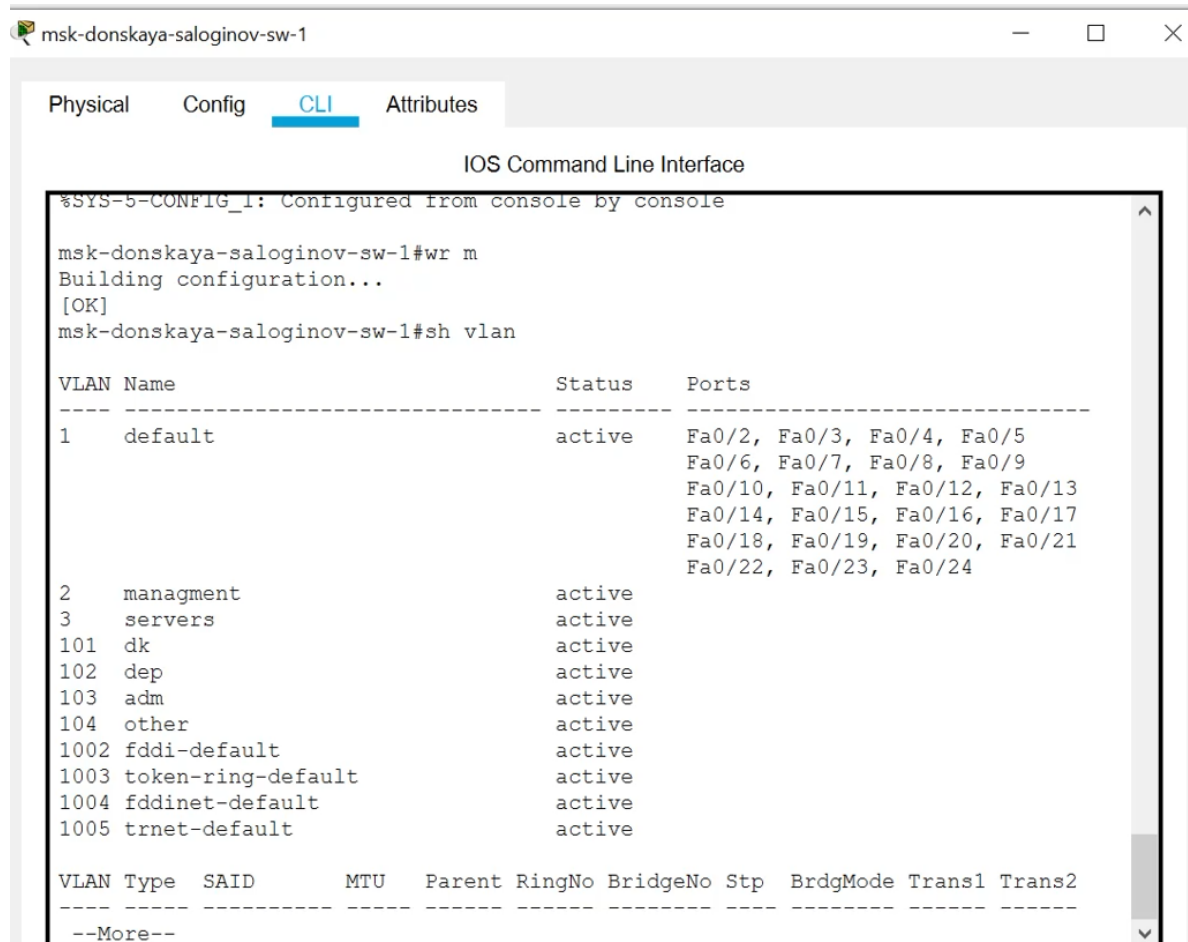 msk-donskaya-saloginov-sw-1
Physical Config CLI Attributes
IOS Command Line Interface
%SYS-5-CONFIG_I: Configured from console by console
msk-donskaya-saloginov-sw-1#wr m
Building configuration...
[OK]
msk-donskaya-saloginov-sw-1#sh vlan
VLAN Name                             Status    Ports
---- -------------------------------- --------- -------------------------------
1    default                          active    Fa0/2, Fa0/3, Fa0/4, Fa0/5
                                                Fa0/6, Fa0/7, Fa0/8, Fa0/9
                                                Fa0/10, Fa0/11, Fa0/12, Fa0/13
                                                Fa0/14, Fa0/15, Fa0/16, Fa0/17
                                                Fa0/18, Fa0/19, Fa0/20, Fa0/21
                                                Fa0/22, Fa0/23, Fa0/24
2    managment                        active
3    servers                          active
101  dk                               active
102  dep                              active
103  adm                              active
104  other                            active
1002 fddi-default                     active
1003 token-ring-default               active
1004 fddinet-default                  active
1005 trnet-default                    active
VLAN Type  SAID       MTU   Parent RingNo BridgeNo Stp  BrdgMode Trans1 Trans2
---- ----- ---------- ----- ------ ------ -------- ---- -------- ------ ------
 --More--